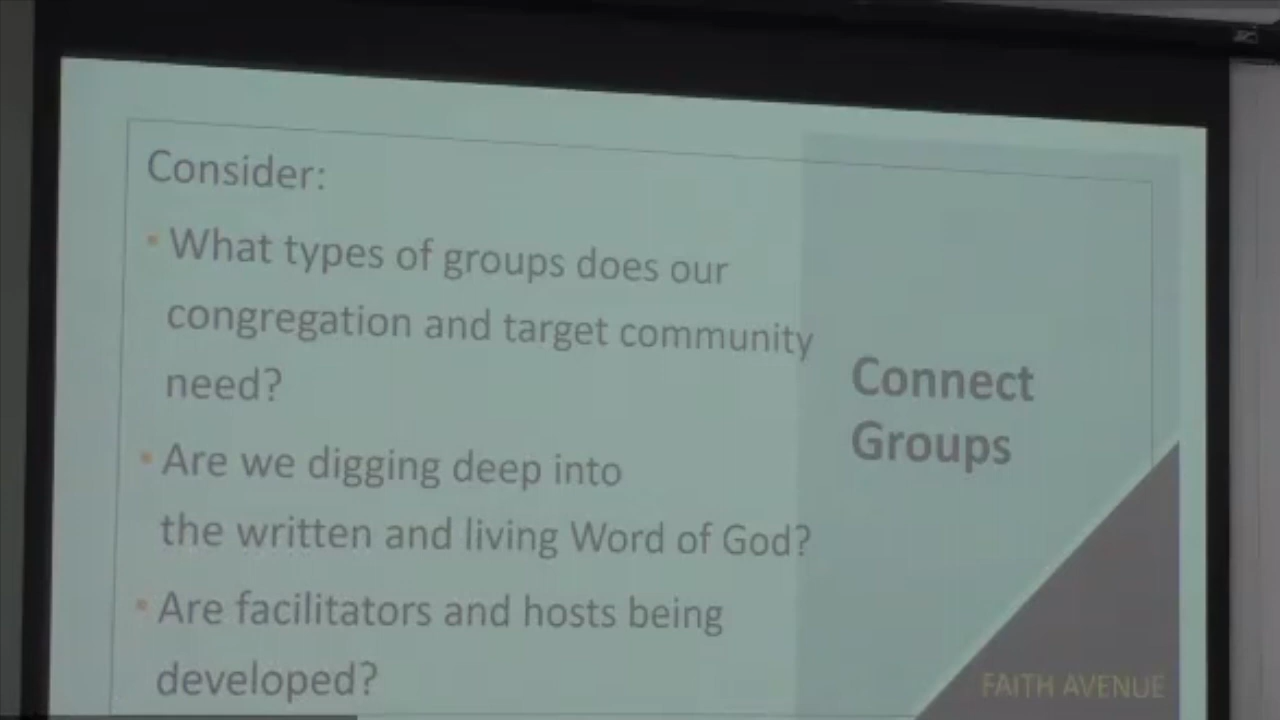 Consider:
What types of groups does our
congregation and target community
need?
Are we digging deep into
the written and living Word of God?
Are facilitators and hosts being
developed?
Connect
Groups
FAITH AVENUE